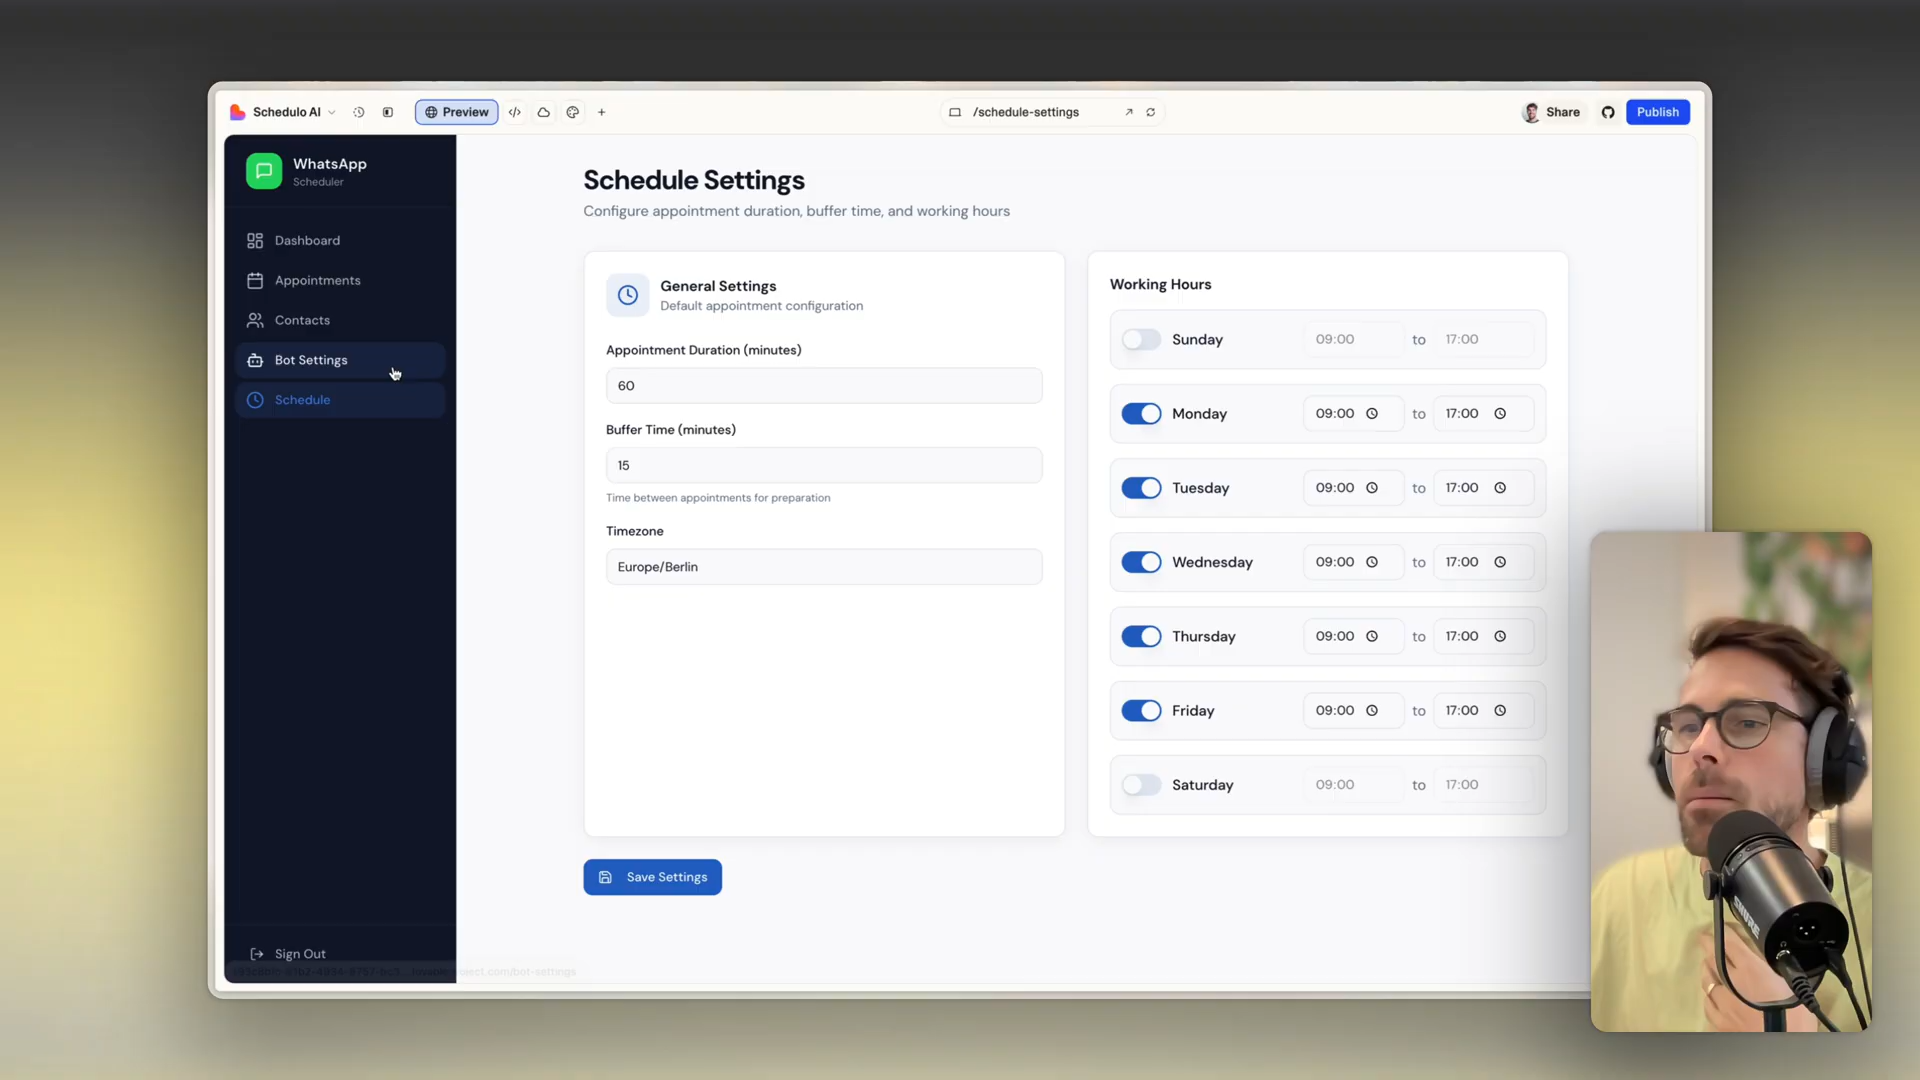 Schedulo AI
Preview
/schedule-settings
Share
Publish
WhatsApp
Scheduler
Dashboard
Appointments
Contacts
Bot Settings
Schedule
Sign Out
Schedule Settings
Configure appointment duration, buffer time, and working hours
General Settings
Default appointment configuration
Appointment Duration (minutes)
60
Buffer Time (minutes)
15
Time between appointments for preparation
Timezone
Europe/Berlin
Save Settings
Working Hours
Sunday 09:00 to 17:00
Monday 09:00 to 17:00
Tuesday 09:00 to 17:00
Wednesday 09:00 to 17:00
Thursday 09:00 to 17:00
Friday 09:00 to 17:00
Saturday 09:00 to 17:00
SHURE